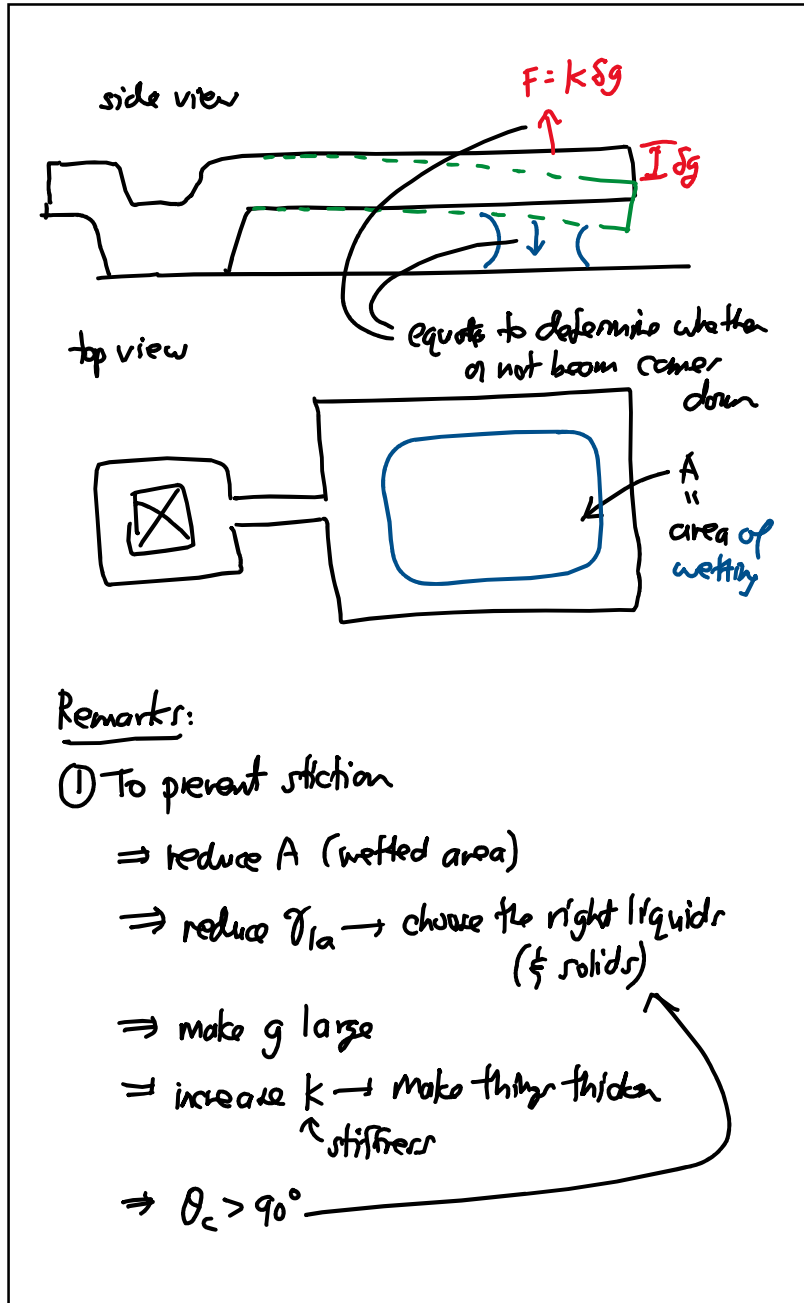 side view
F = k δg
δg
equate to determine whether
or not beam comes
down
top view
A
=
area of
wetting
Remarks:
① To prevent stiction
⇒ reduce A (wetted area)
⇒ reduce γla → choose the right liquids
(& solids)
⇒ make g large
⇒ increase k → make things thicker
↑ stiffness
⇒ θc > 90°